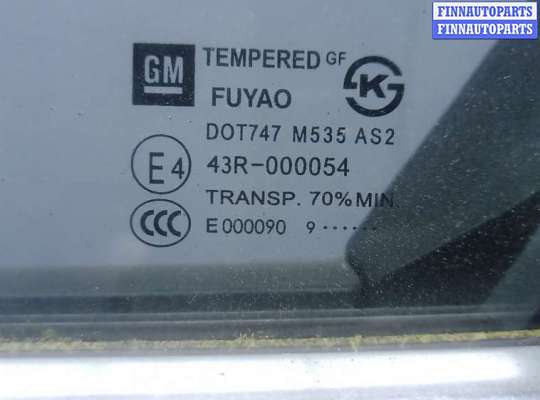 FINNAUTOPARTS
FINNAUTOPARTS
GM TEMPERED GF
FUYAO
K S
DOT747 M535 AS2
E4 43R-000054
TRANSP. 70% MIN.
CCC E000090 9······